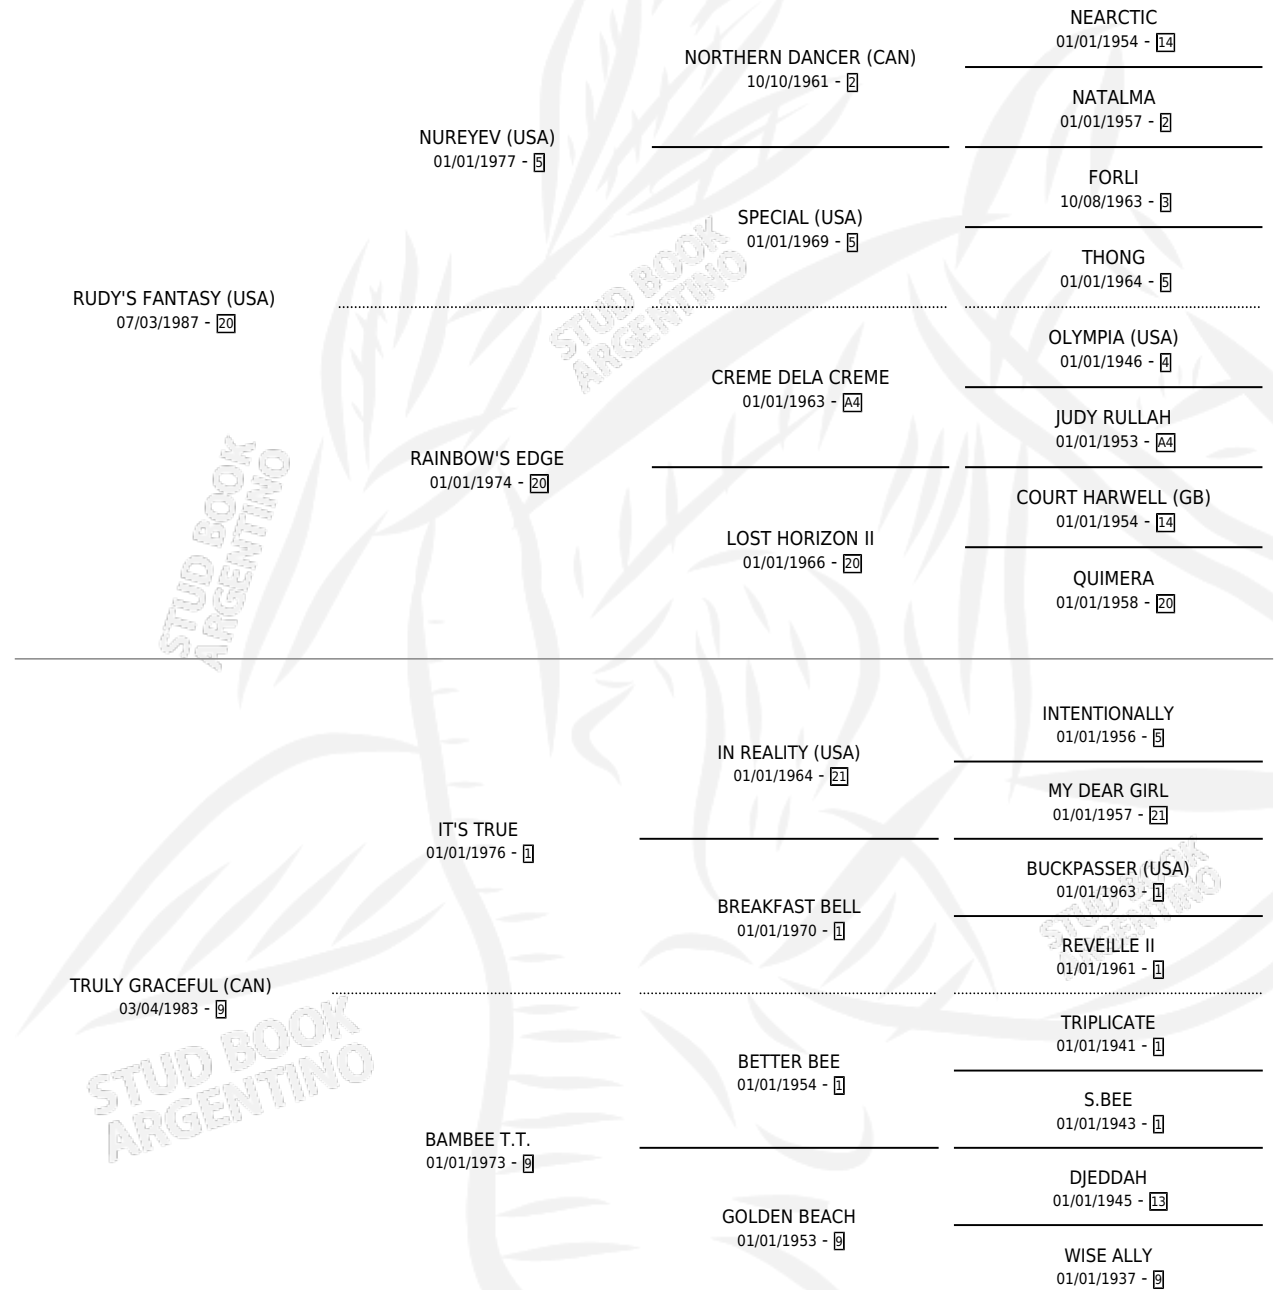 NEARCTIC
01/01/1954 - 14
NORTHERN DANCER (CAN)
10/10/1961 - 2
NATALMA
01/01/1957 - 2
NUREYEV (USA)
01/01/1977 - 5
FORLI
10/08/1963 - 3
SPECIAL (USA)
01/01/1969 - 5
THONG
01/01/1964 - 5
RUDY'S FANTASY (USA)
07/03/1987 - 20
OLYMPIA (USA)
01/01/1946 - 4
CREME DELA CREME
01/01/1963 - A4
JUDY RULLAH
01/01/1953 - A4
RAINBOW'S EDGE
01/01/1974 - 20
COURT HARWELL (GB)
01/01/1954 - 14
LOST HORIZON II
01/01/1966 - 20
QUIMERA
01/01/1958 - 20
INTENTIONALLY
01/01/1956 - 5
IN REALITY (USA)
01/01/1964 - 21
MY DEAR GIRL
01/01/1957 - 21
IT'S TRUE
01/01/1976 - 1
BUCKPASSER (USA)
01/01/1963 - 1
BREAKFAST BELL
01/01/1970 - 1
REVEILLE II
01/01/1961 - 1
TRULY GRACEFUL (CAN)
03/04/1983 - 9
TRIPLICATE
01/01/1941 - 1
BETTER BEE
01/01/1954 - 1
S.BEE
01/01/1943 - 1
BAMBEE T.T.
01/01/1973 - 9
DJEDDAH
01/01/1945 - 13
GOLDEN BEACH
01/01/1953 - 9
WISE ALLY
01/01/1937 - 9
STUD BOOK
ARGENTINO
STUD BOOK
ARGENTINO
STUD BOOK
ARGENTINO
STUD BOOK
ARGENTINO